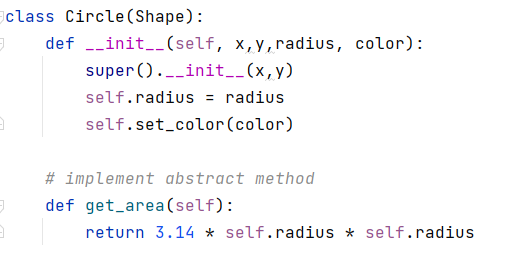 class Circle(Shape):
    def __init__(self, x,y,radius, color):
        super().__init__(x,y)
        self.radius = radius
        self.set_color(color)

    # implement abstract method
    def get_area(self):
        return 3.14 * self.radius * self.radius